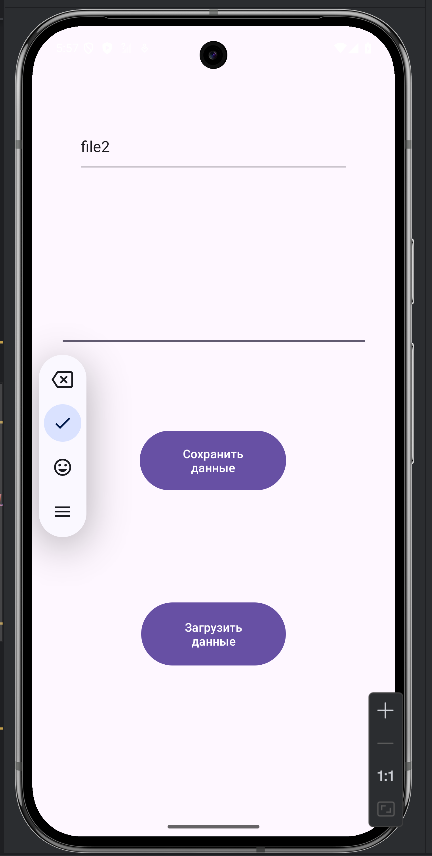 file2
Сохранить
данные
Загрузить
данные
1:1